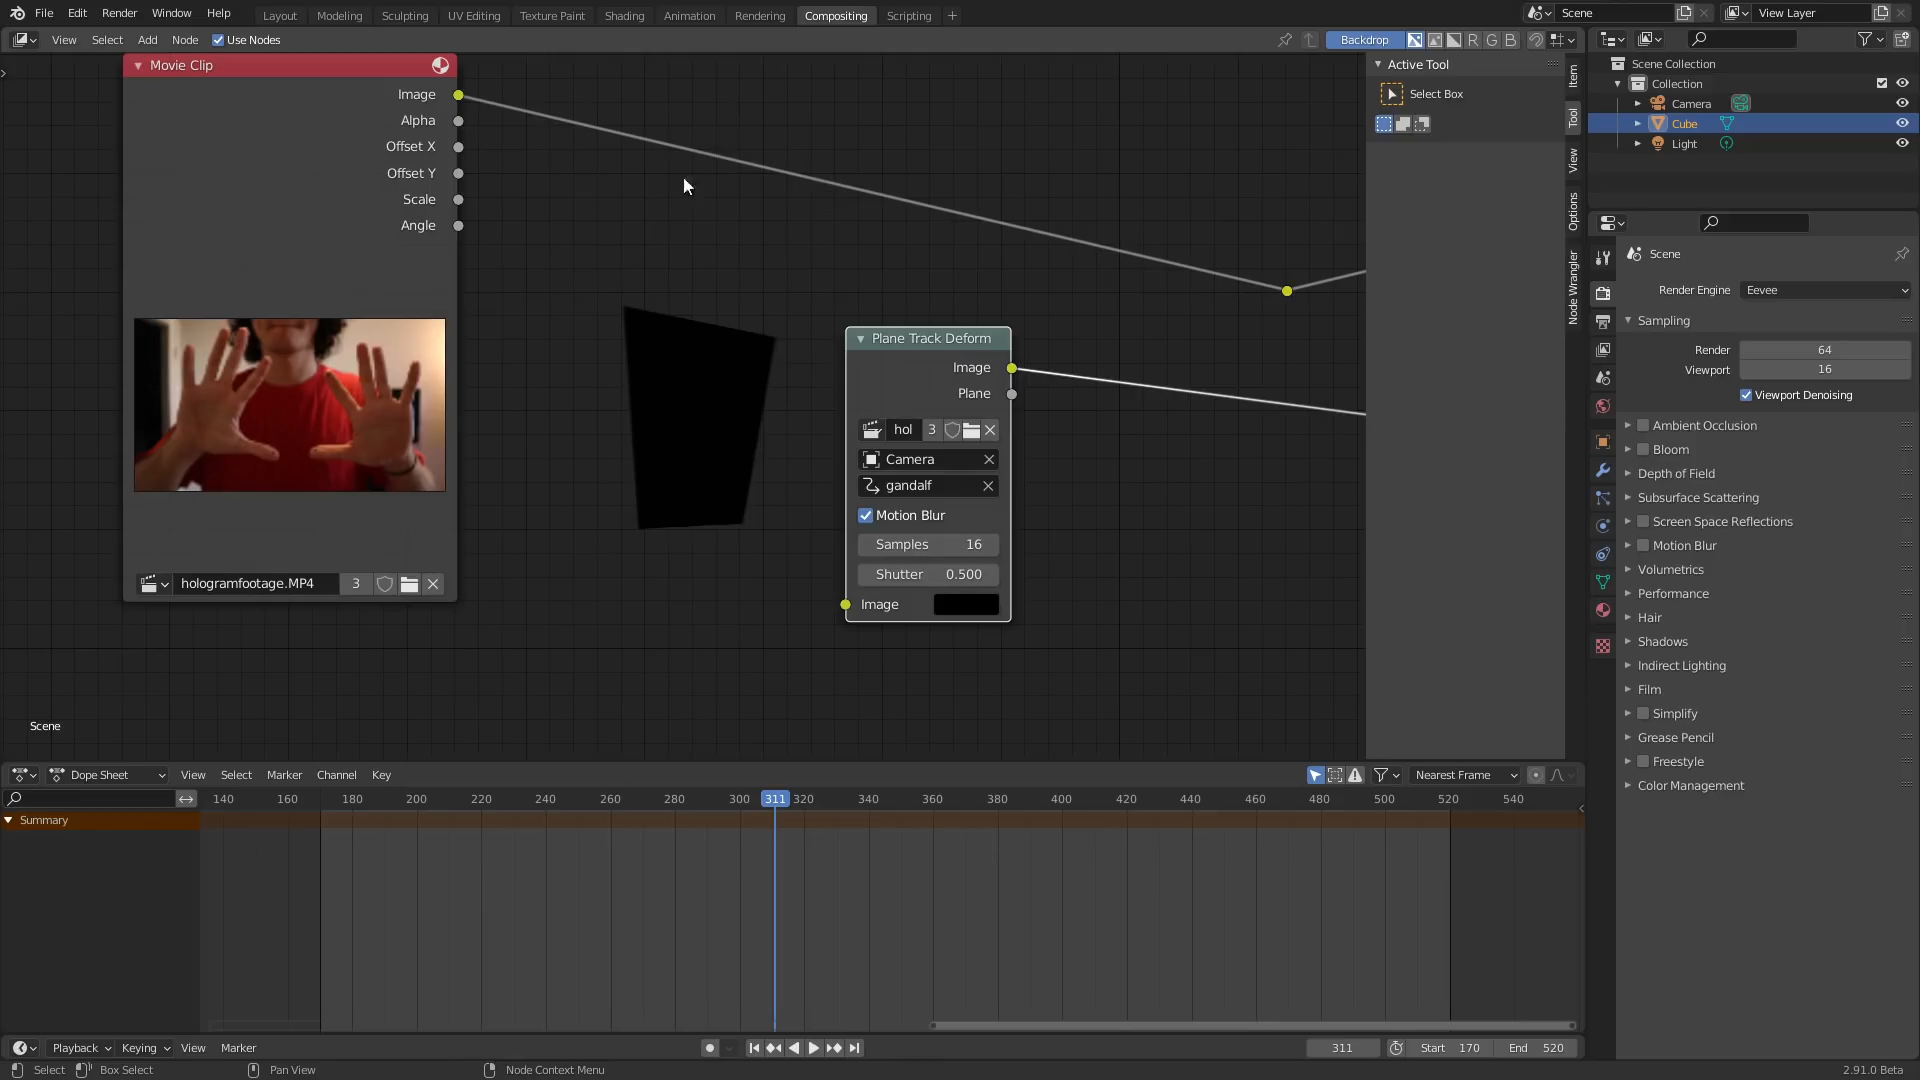 File Edit Render Window Help Layout Modeling Sculpting UV Editing Texture Paint Shading Animation Rendering Compositing Scripting + Scene View Layer
View Select Add Node Use Nodes Backdrop R G B
Movie Clip
Image
Alpha
Offset X
Offset Y
Scale
Angle
hologramfootage.MP4 3
Plane Track Deform
Image
Plane
hol 3
Camera
gandalf
Motion Blur
Samples 16
Shutter 0.500
Image
Scene
Active Tool
Select Box
Item
Tool
View
Options
Node Wrangler
Scene Collection
Collection
Camera
Cube
Light
Scene
Render Engine Eevee
Sampling
Render 64
Viewport 16
Viewport Denoising
Ambient Occlusion
Bloom
Depth of Field
Subsurface Scattering
Screen Space Reflections
Motion Blur
Volumetrics
Performance
Hair
Shadows
Indirect Lighting
Film
Simplify
Grease Pencil
Freestyle
Color Management
Dope Sheet View Select Marker Channel Key Nearest Frame
140 160 180 200 220 240 260 280 300 311 320 340 360 380 400 420 440 460 480 500 520 540
Summary
Playback Keying View Marker 311 Start 170 End 520
Select Box Select Pan View Node Context Menu 2.91.0 Beta